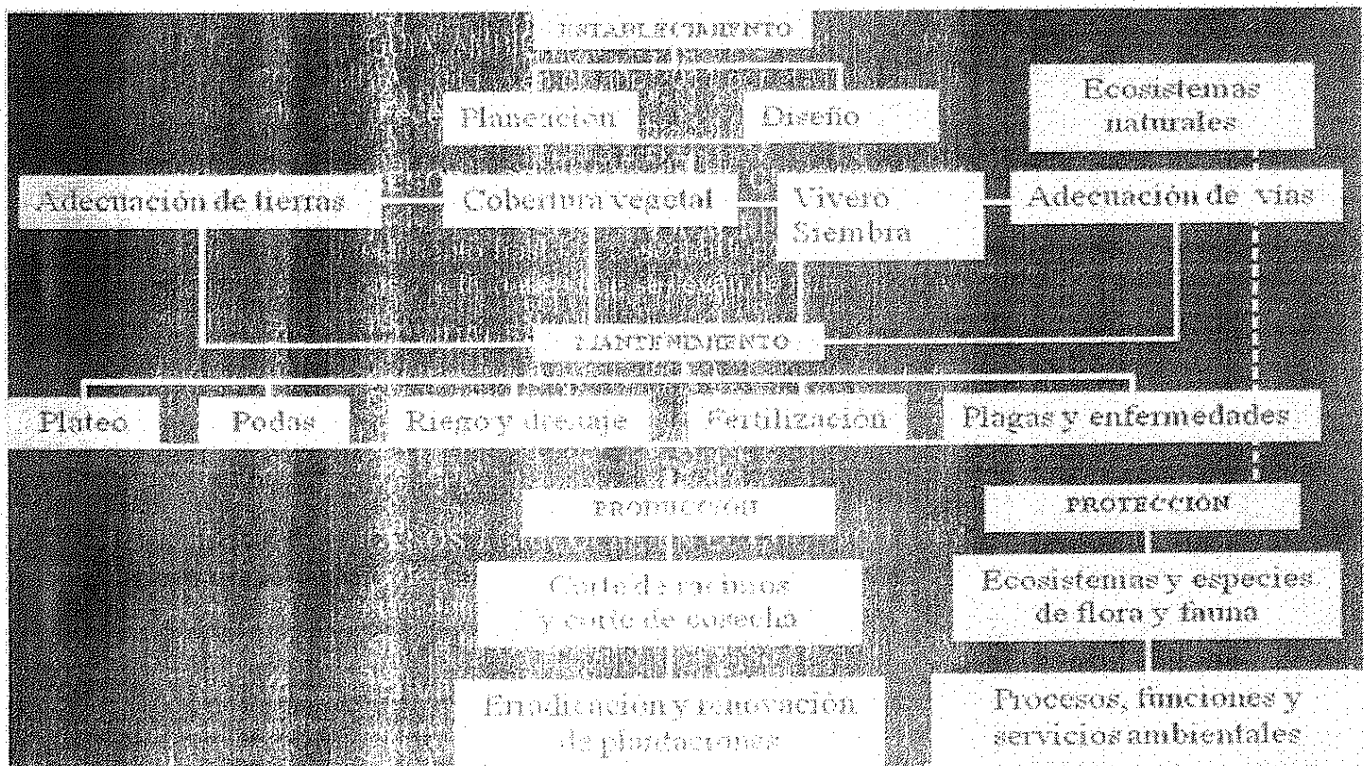 ESTABLECIMIENTO
Planeación
Diseño
Ecosistemas
naturales
Adecuación de tierras
Cobertura vegetal
Vivero
Siembra
Adecuación de vías
MANTENIMIENTO
Plateo
Podas
Riego y drenaje
Fertilización
Plagas y enfermedades
PRODUCCIÓN
PROTECCIÓN
Corte de racimos
y corte de cosecha
Ecosistemas y especies
de flora y fauna
Erradicación y renovación
de plantaciones
Procesos, funciones y
servicios ambientales